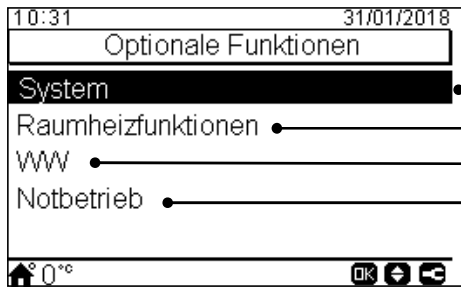 10:31 31/01/2018
Optionale Funktionen
System
Raumheizfunktionen
WW
Notbetrieb
0°C OK